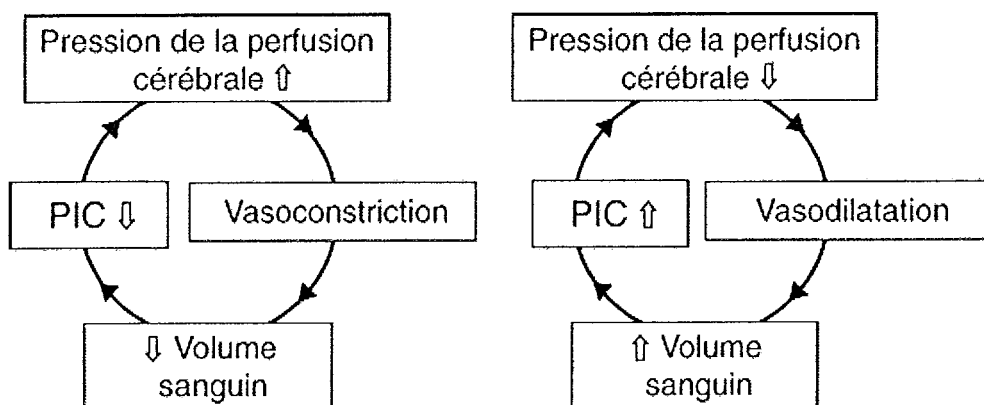 Pression de la perfusion
cérébrale ⇧
PIC ⇩
Vasoconstriction
⇩ Volume
sanguin
Pression de la perfusion
cérébrale ⇩
PIC ⇧
Vasodilatation
⇧ Volume
sanguin